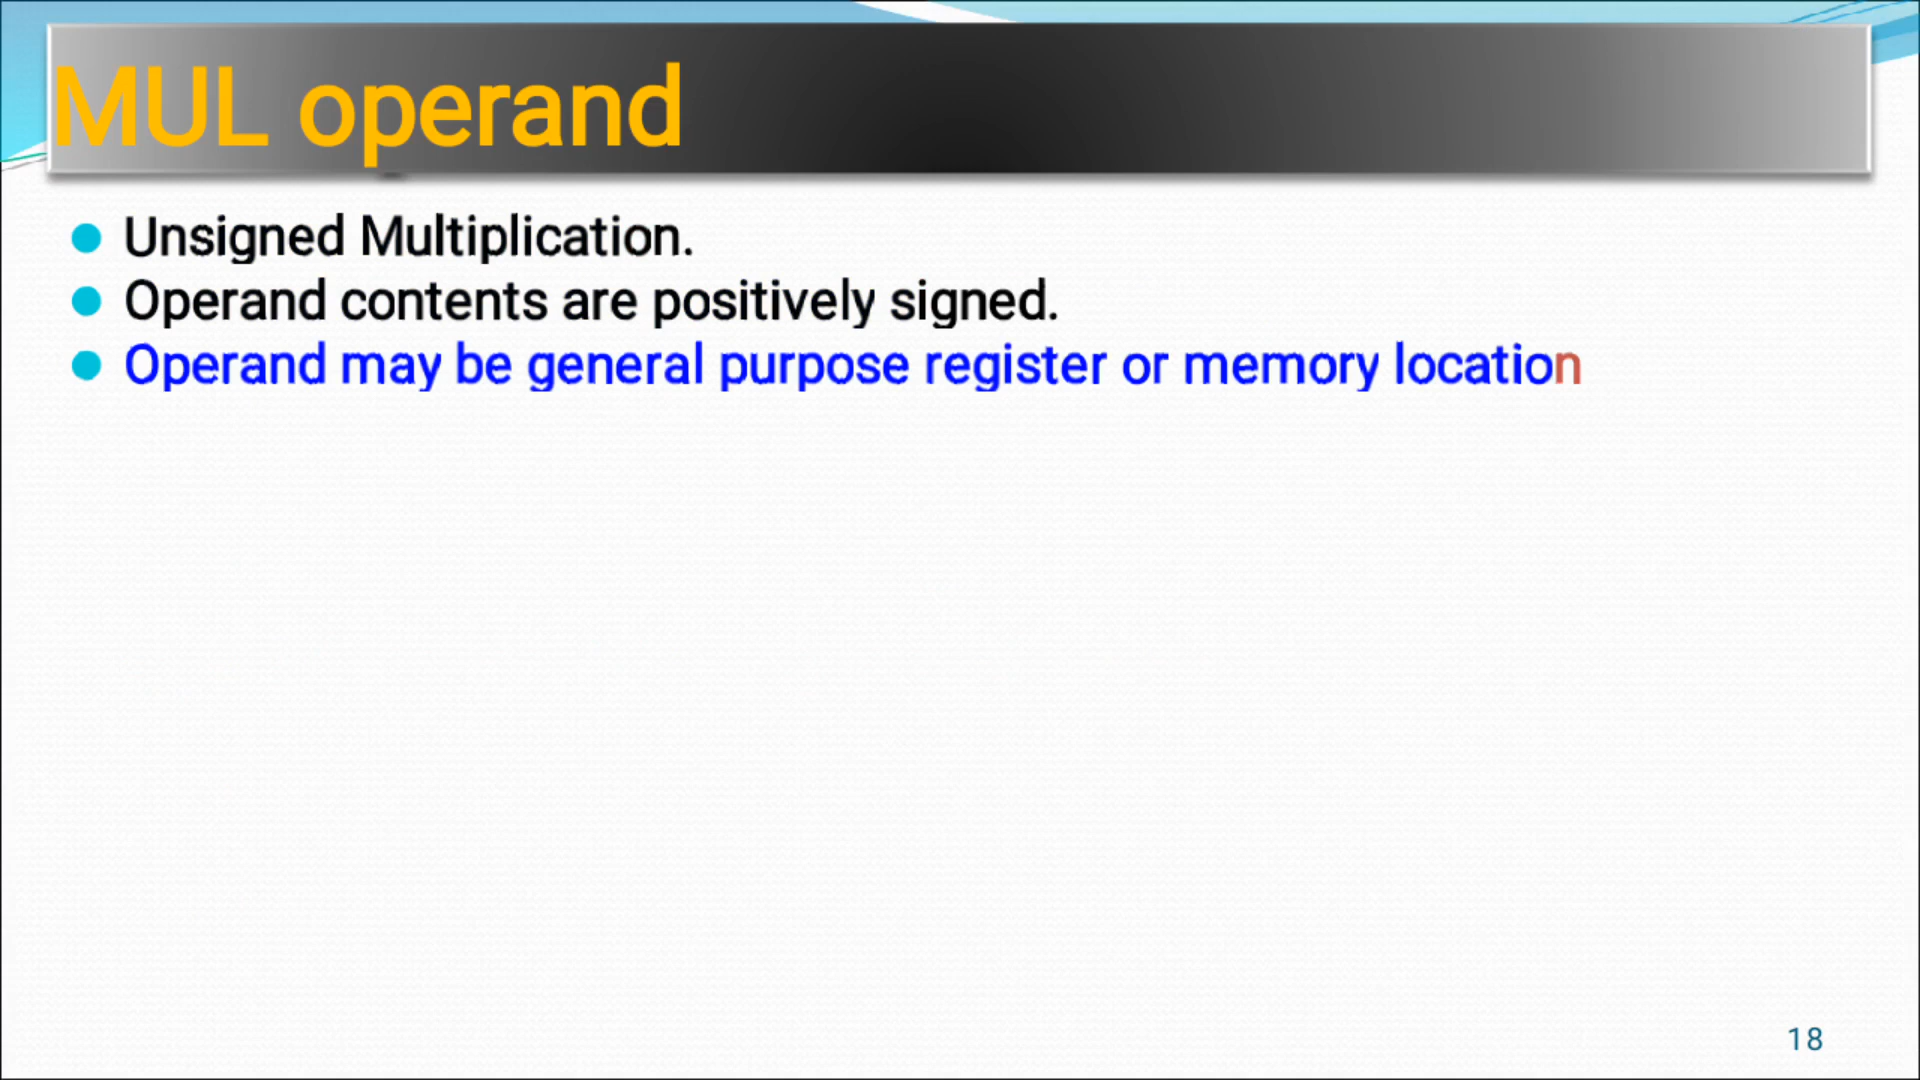 MUL operand
Unsigned Multiplication.
Operand contents are positively signed.
Operand may be general purpose register or memory location
18